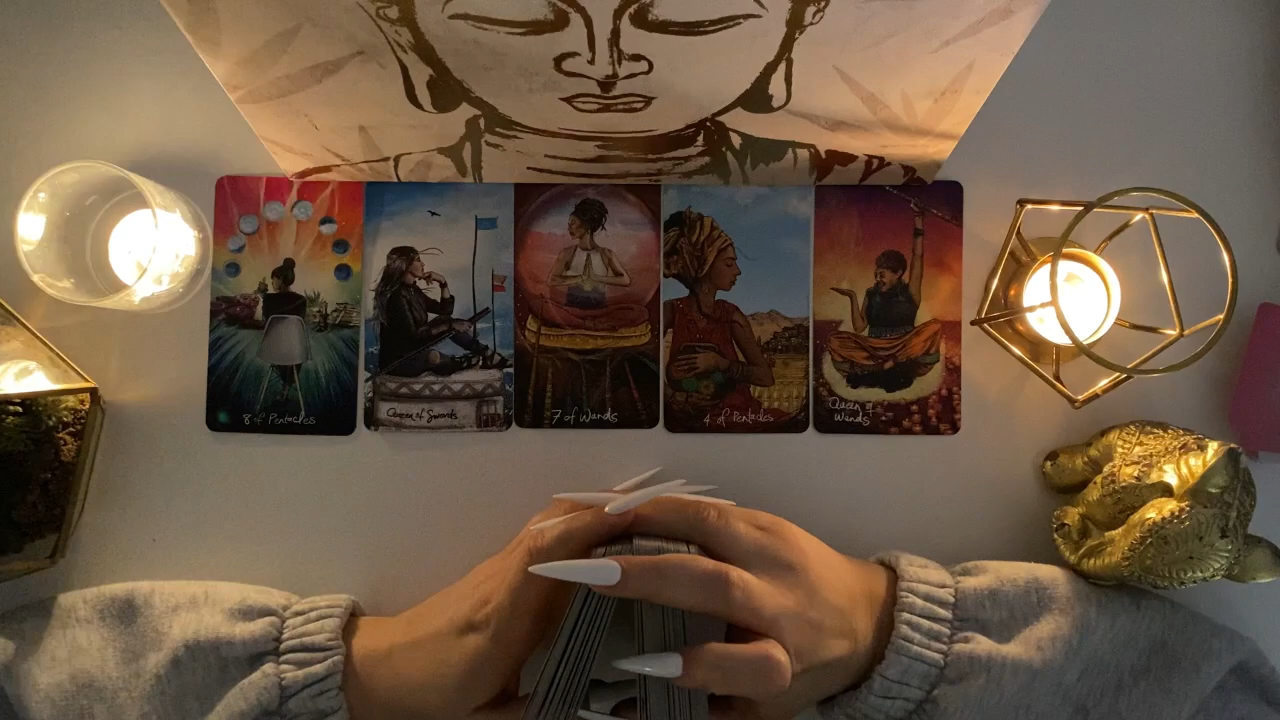 8 of Pentacles
Queen of Swords
7 of Wands
4 of Pentacles
Queen of
Wands